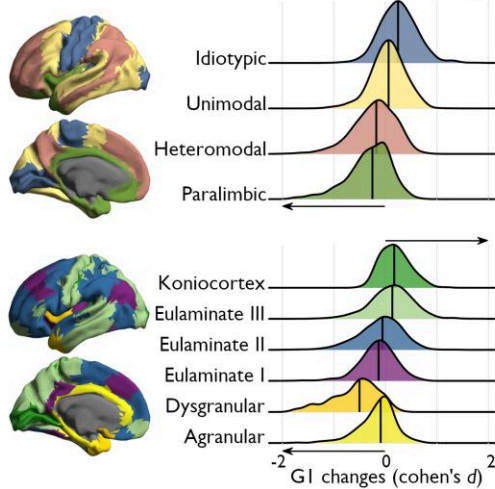 Idiotypic
Unimodal
Heteromodal
Paralimbic
Koniocortex
Eulaminate III
Eulaminate II
Eulaminate I
Dysgranular
Agranular
-2 0 2
G1 changes (cohen's d)